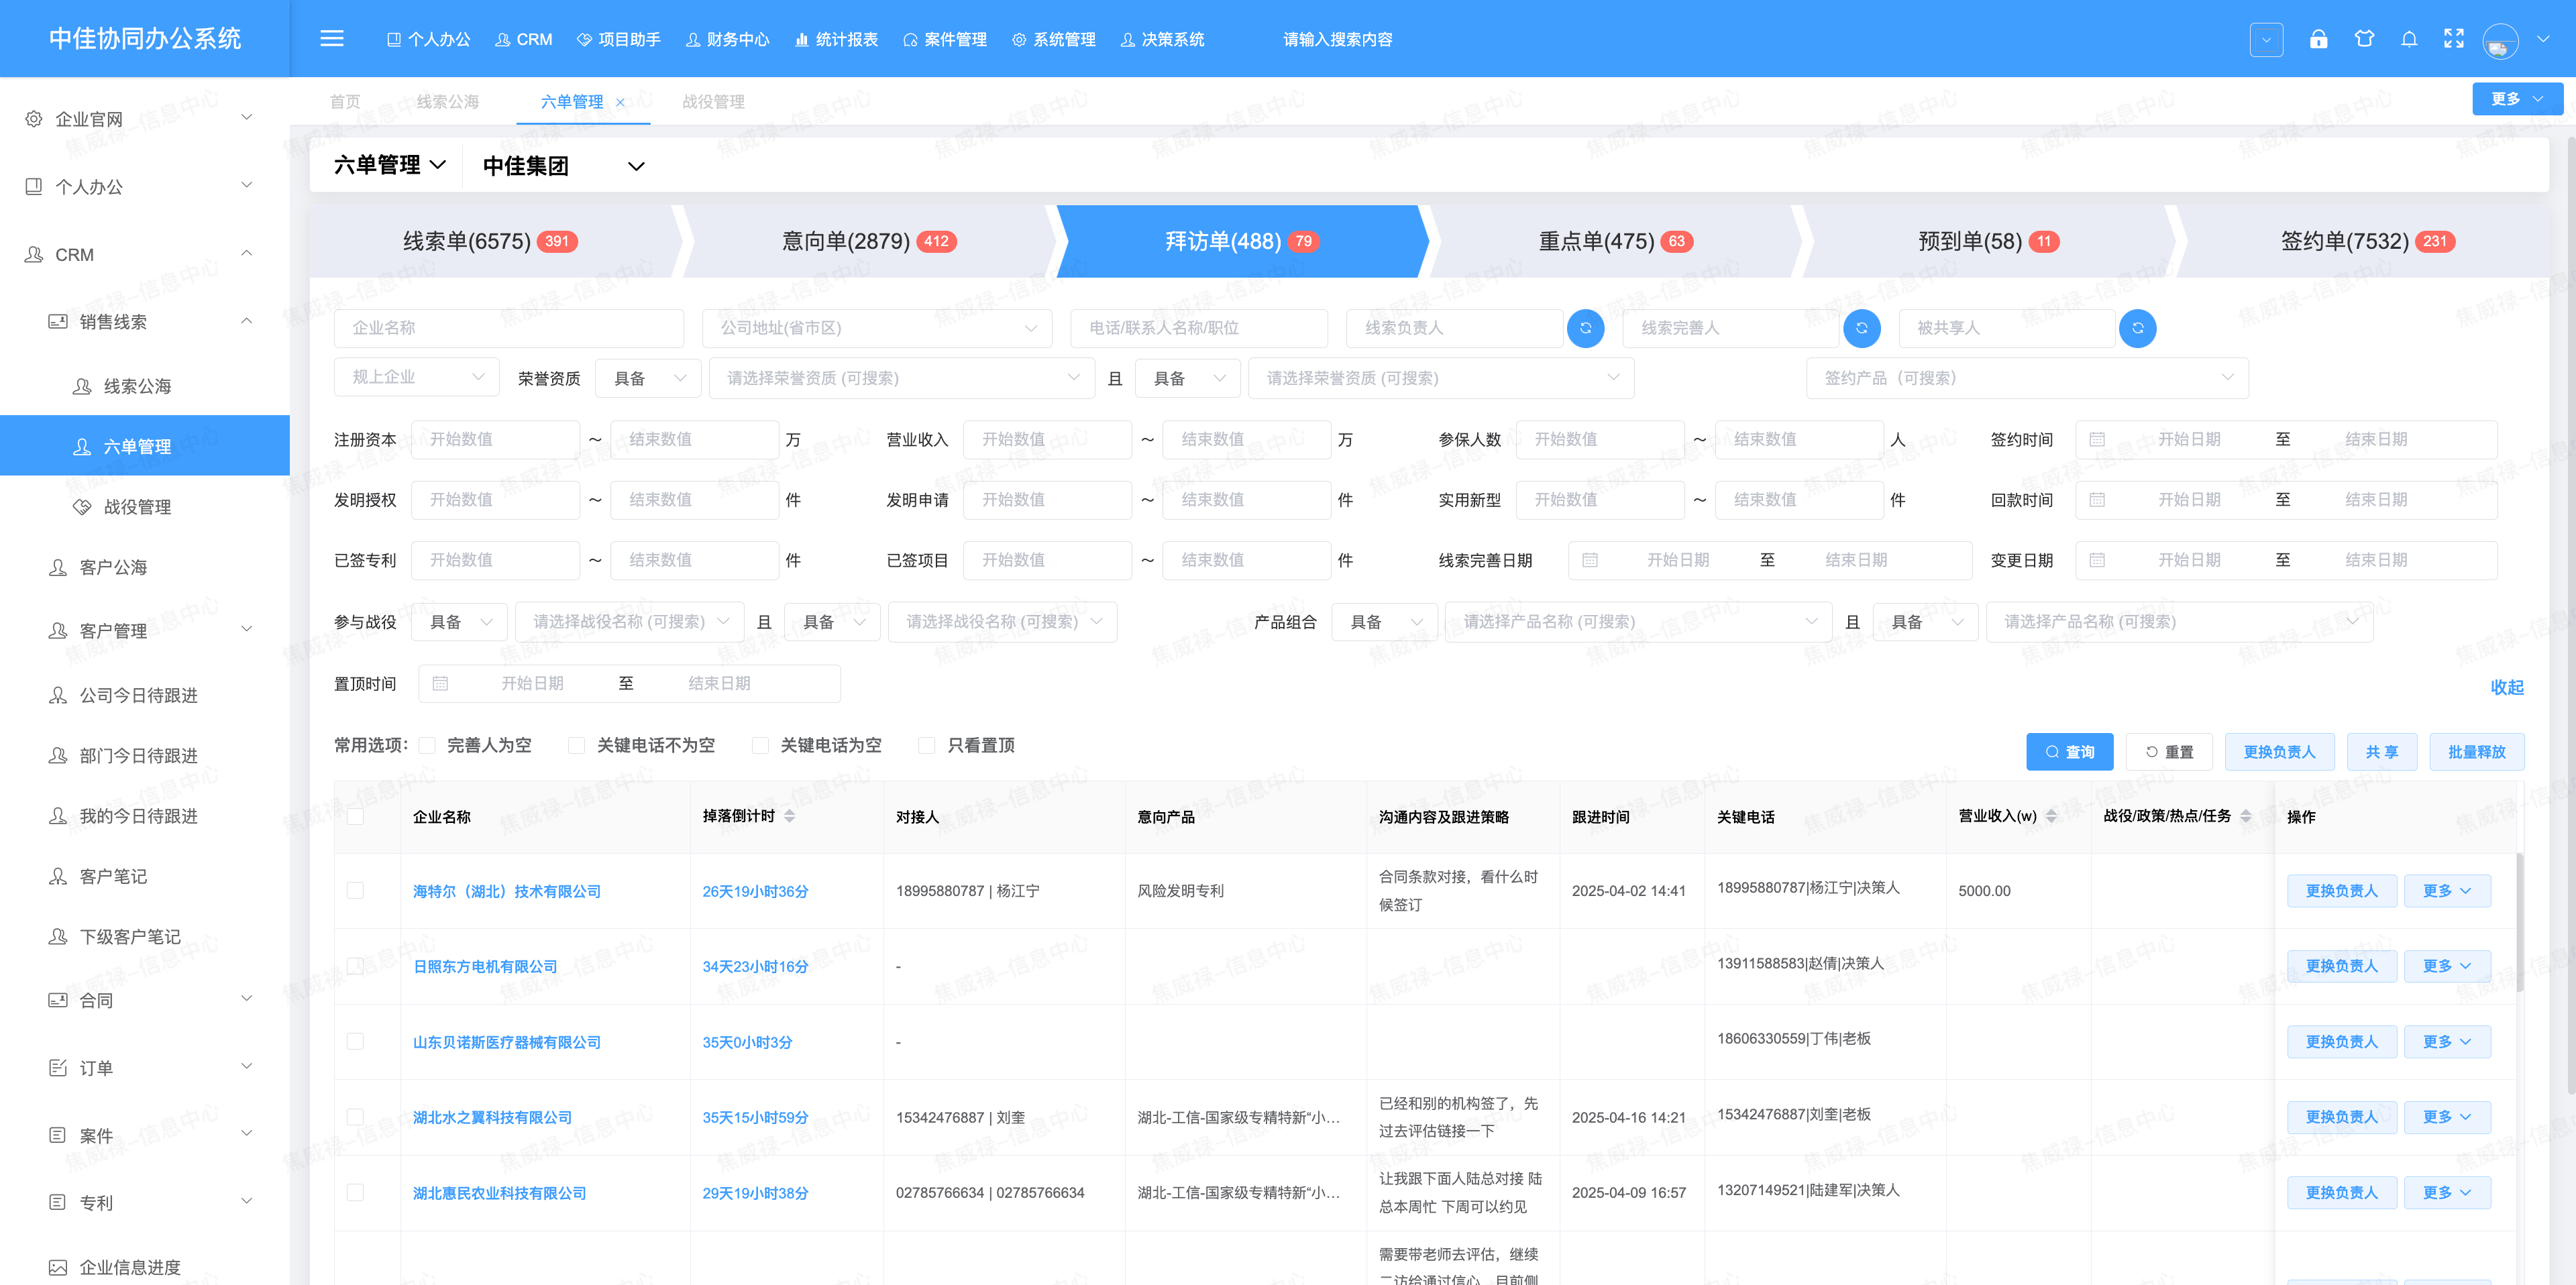 中佳协同办公系统
个人办公 CRM 项目助手 财务中心 统计报表 案件管理 系统管理 决策系统 请输入搜索内容
首页 线索公海 六单管理 战役管理 更多
企业官网
个人办公
CRM
销售线索
线索公海
六单管理
战役管理
客户公海
客户管理
公司今日待跟进
部门今日待跟进
我的今日待跟进
客户笔记
下级客户笔记
合同
订单
案件
专利
企业信息进度
六单管理 中佳集团
线索单(6575) 391 意向单(2879) 412 拜访单(488) 79 重点单(475) 63 预到单(58) 11 签约单(7532) 231
企业名称 公司地址(省市区) 电话/联系人名称/职位 线索负责人 线索完善人 被共享人
规上企业 荣誉资质 具备 请选择荣誉资质 (可搜索) 且 具备 请选择荣誉资质 (可搜索) 签约产品（可搜索）
注册资本 开始数值 ~ 结束数值 万 营业收入 开始数值 ~ 结束数值 万 参保人数 开始数值 ~ 结束数值 人 签约时间 开始日期 至 结束日期
发明授权 开始数值 ~ 结束数值 件 发明申请 开始数值 ~ 结束数值 件 实用新型 开始数值 ~ 结束数值 件 回款时间 开始日期 至 结束日期
已签专利 开始数值 ~ 结束数值 件 已签项目 开始数值 ~ 结束数值 件 线索完善日期 开始日期 至 结束日期 变更日期 开始日期 至 结束日期
参与战役 具备 请选择战役名称 (可搜索) 且 具备 请选择战役名称 (可搜索) 产品组合 具备 请选择产品名称 (可搜索) 且 具备 请选择产品名称 (可搜索)
置顶时间 开始日期 至 结束日期 收起
常用选项: 完善人为空 关键电话不为空 关键电话为空 只看置顶 查询 重置 更换负责人 共 享 批量释放
企业名称 掉落倒计时 对接人 意向产品 沟通内容及跟进策略 跟进时间 关键电话 营业收入(w) 战役/政策/热点/任务 操作
海特尔（湖北）技术有限公司 26天19小时36分 18995880787 | 杨江宁 风险发明专利 合同条款对接，看什么时 2025-04-02 14:41 18995880787|杨江宁|决策人 5000.00 更换负责人 更多
候签订
日照东方电机有限公司 34天23小时16分 - 13911588583|赵倩|决策人 更换负责人 更多
山东贝诺斯医疗器械有限公司 35天0小时3分 - 18606330559|丁伟|老板 更换负责人 更多
湖北水之翼科技有限公司 35天15小时59分 15342476887 | 刘奎 湖北-工信-国家级专精特新“小... 已经和别的机构签了，先 2025-04-16 14:21 15342476887|刘奎|老板 更换负责人 更多
过去评估链接一下
湖北惠民农业科技有限公司 29天19小时38分 02785766634 | 02785766634 湖北-工信-国家级专精特新“小... 让我跟下面人陆总对接 陆 2025-04-09 16:57 13207149521|陆建军|决策人 更换负责人 更多
总本周忙 下周可以约见
需要带老师去评估，继续
二访给通过信心，目前侧
焦威禄-信息中心